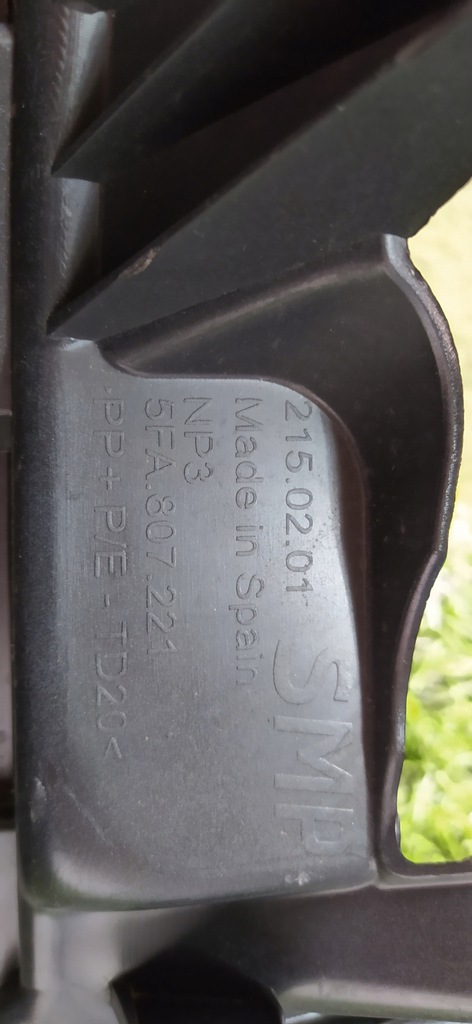 215.02.01 SMP
Made in Spain
NP3
5FA.807.221
PP+ P/E - TD20<